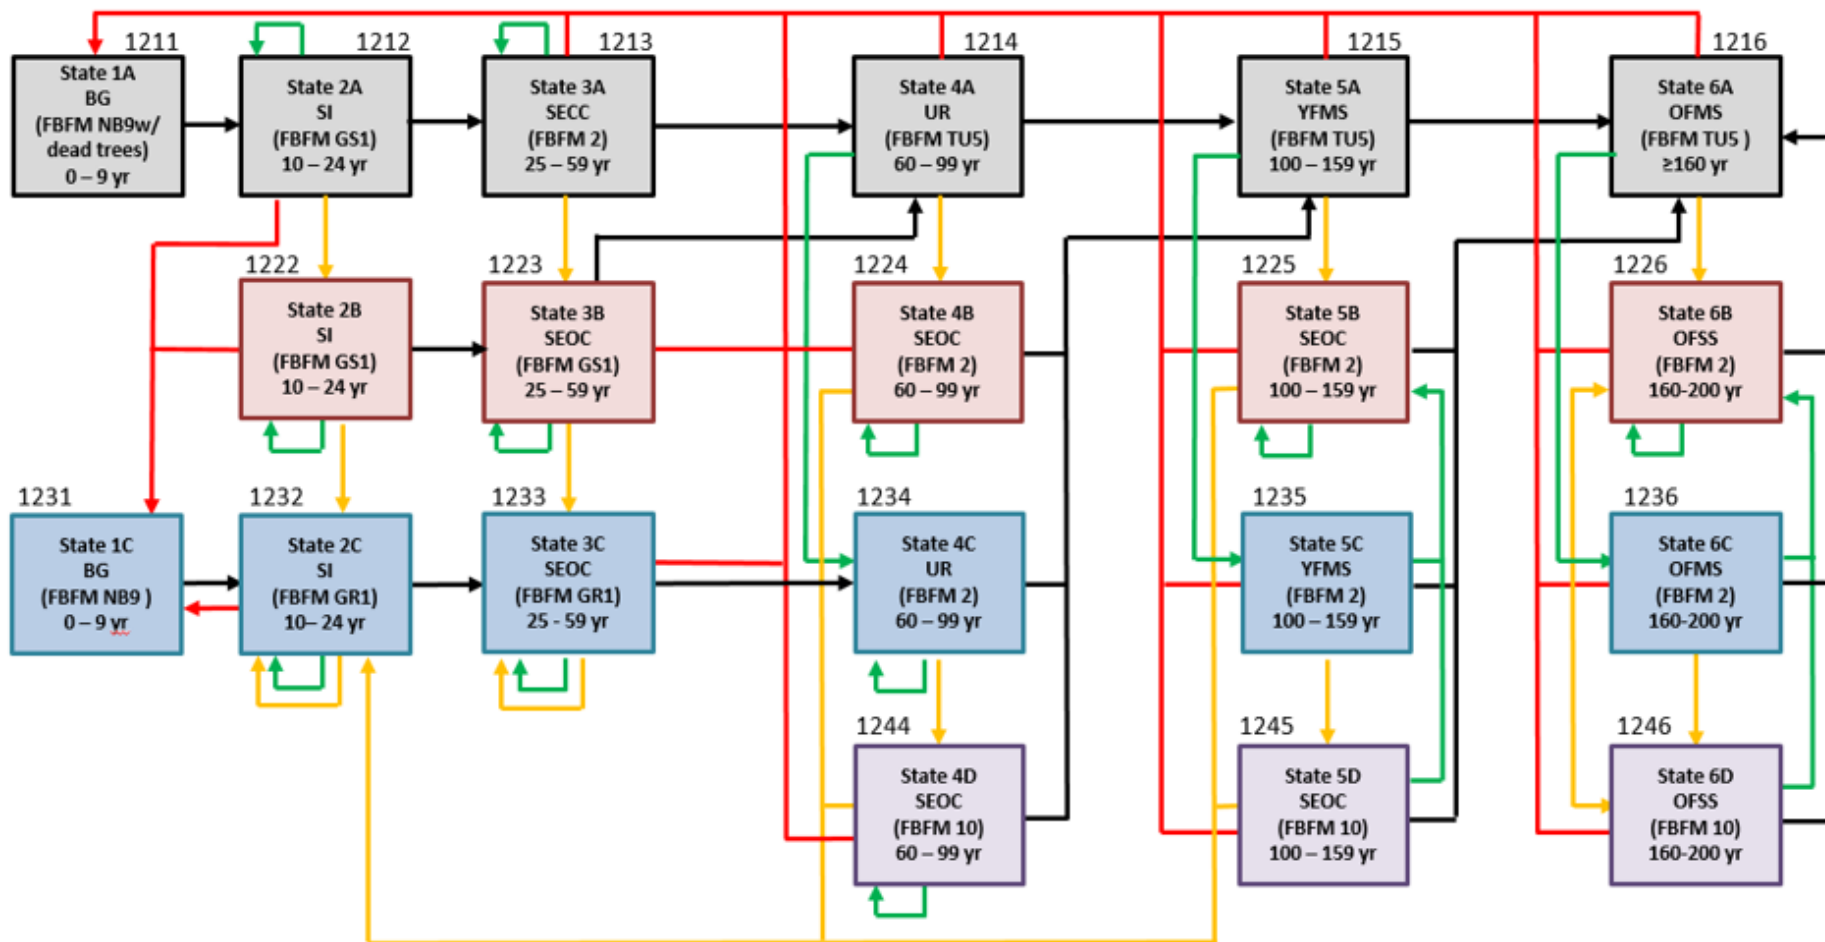 1211
State 1A
BG
(FBFM NB9w/
dead trees)
0 – 9 yr
1212
State 2A
SI
(FBFM GS1)
10 – 24 yr
1213
State 3A
SECC
(FBFM 2)
25 – 59 yr
1214
State 4A
UR
(FBFM TU5)
60 – 99 yr
1215
State 5A
YFMS
(FBFM TU5)
100 – 159 yr
1216
State 6A
OFMS
(FBFM TU5 )
≥160 yr
1222
State 2B
SI
(FBFM GS1)
10 – 24 yr
1223
State 3B
SEOC
(FBFM GS1)
25 – 59 yr
1224
State 4B
SEOC
(FBFM 2)
60 – 99 yr
1225
State 5B
SEOC
(FBFM 2)
100 – 159 yr
1226
State 6B
OFSS
(FBFM 2)
160-200 yr
1231
State 1C
BG
(FBFM NB9 )
0 – 9 yr
1232
State 2C
SI
(FBFM GR1)
10– 24 yr
1233
State 3C
SEOC
(FBFM GR1)
25 - 59 yr
1234
State 4C
UR
(FBFM 2)
60 – 99 yr
1235
State 5C
YFMS
(FBFM 2)
100 – 159 yr
1236
State 6C
OFMS
(FBFM 2)
160-200 yr
1244
State 4D
SEOC
(FBFM 10)
60 – 99 yr
1245
State 5D
SEOC
(FBFM 10)
100 – 159 yr
1246
State 6D
OFSS
(FBFM 10)
160-200 yr